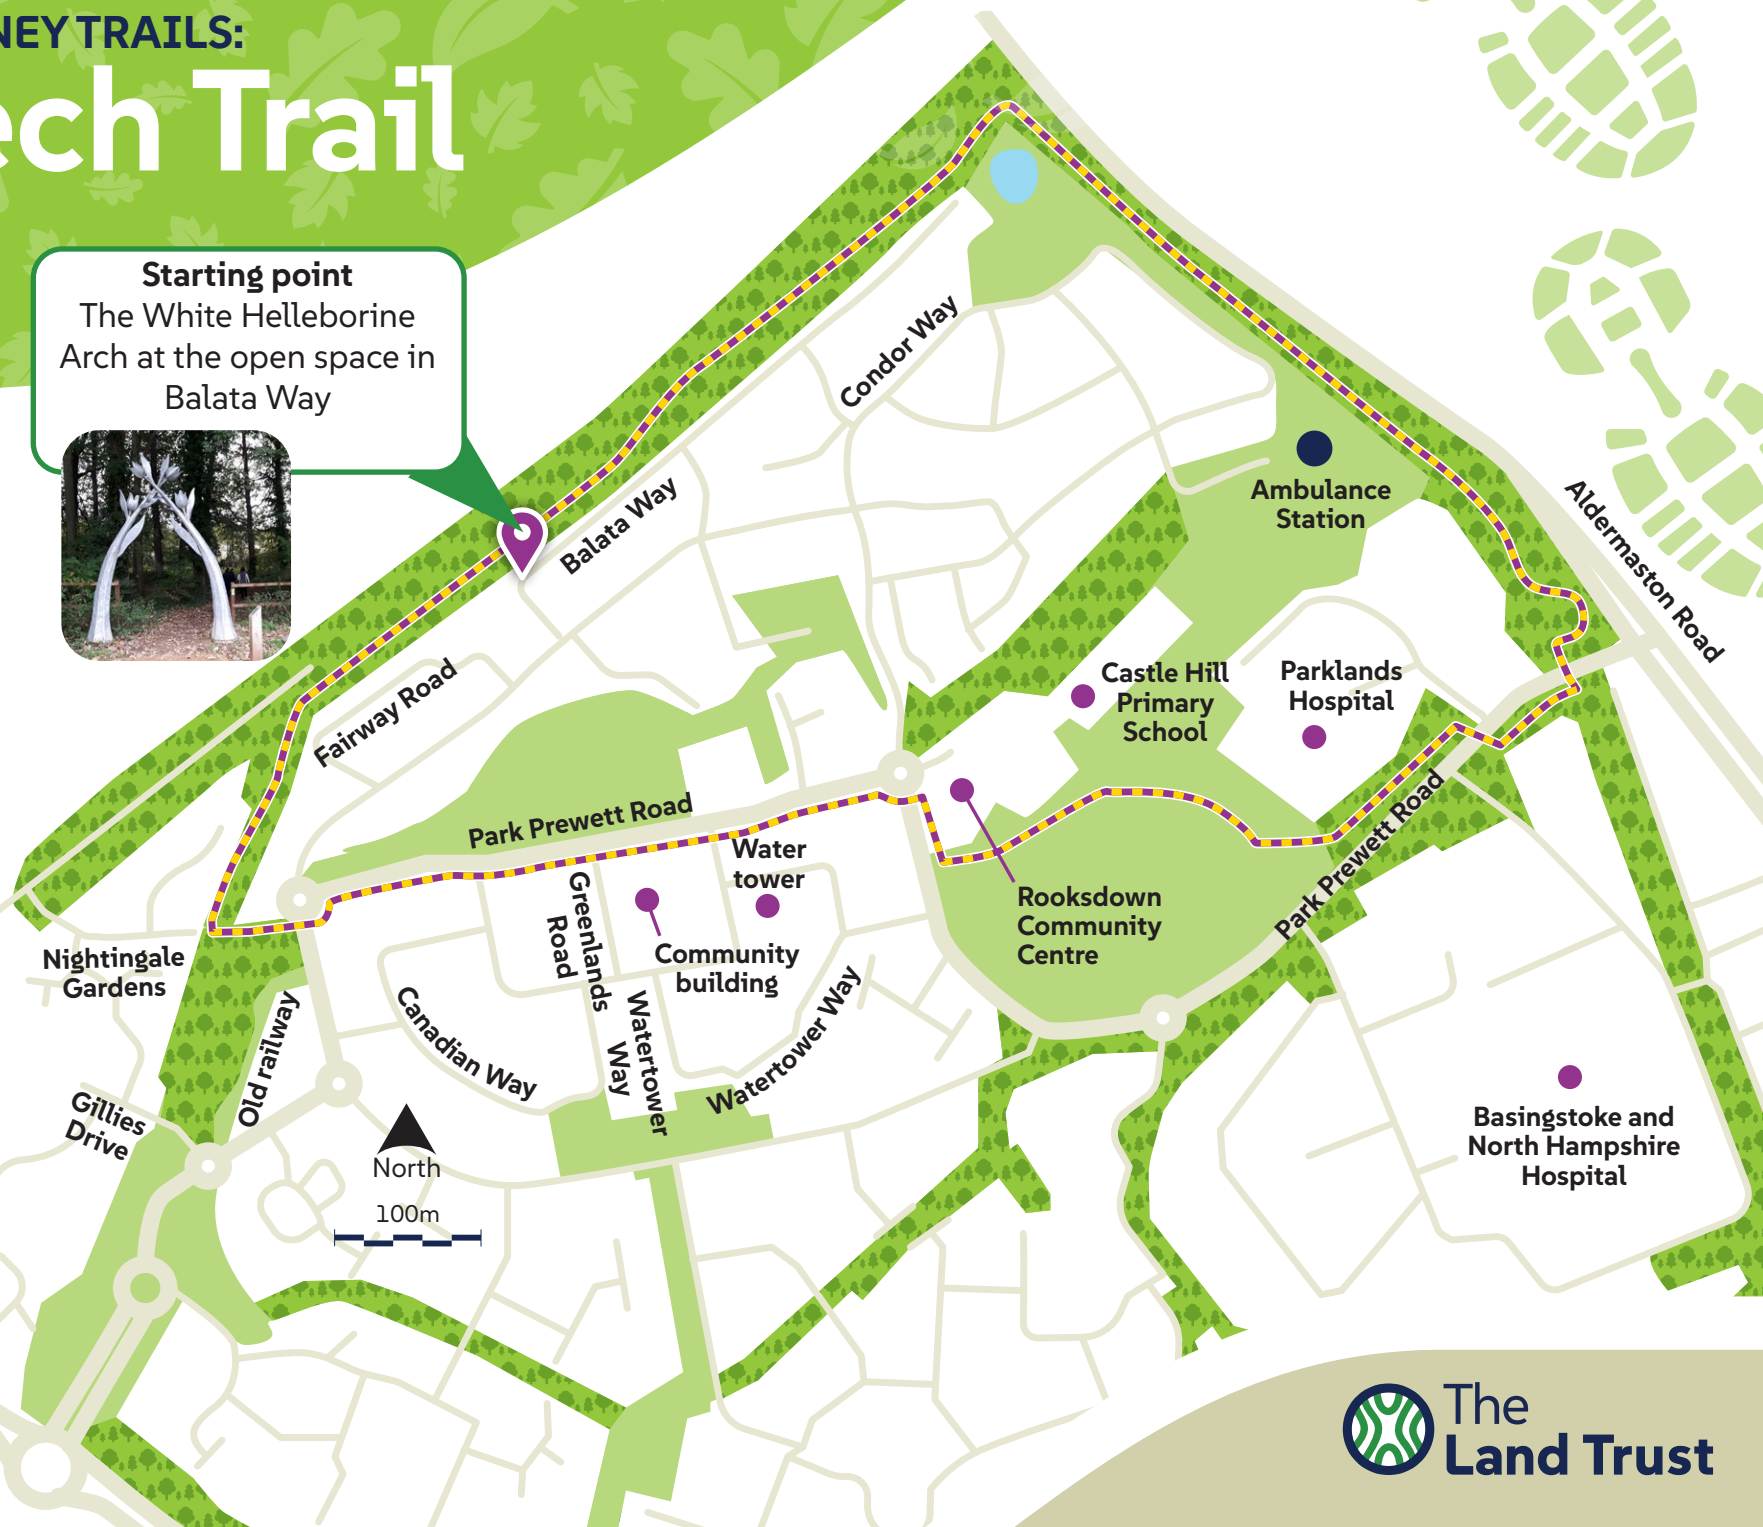 TRAILS:
Trail
Starting point
The White Helleborine
Arch at the open space in
Balata Way
Condor Way
Balata Way
Fairway Road
Ambulance
Station
Aldermaston Road
Castle Hill
Primary
School
Parklands
Hospital
Park Prewett Road
Water
tower
Greenlands
Road
Community
building
Rooksdown
Community
Centre
Park Prewett Road
Nightingale
Gardens
Old railway
Canadian Way
Watertower
Way
Watertower Way
Gillies
Drive
North
100m
Basingstoke and
North Hampshire
Hospital
The
Land Trust